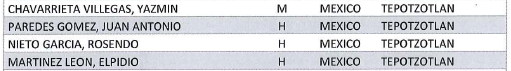 CHAVARRIETA VILLEGAS, YAZMIN M MEXICO TEPOTZOTLAN
PAREDES GOMEZ, JUAN ANTONIO H MEXICO TEPOTZOTLAN
NIETO GARCIA, ROSENDO H MEXICO TEPOTZOTLAN
MARTINEZ LEON, ELPIDIO H MEXICO TEPOTZOTLAN